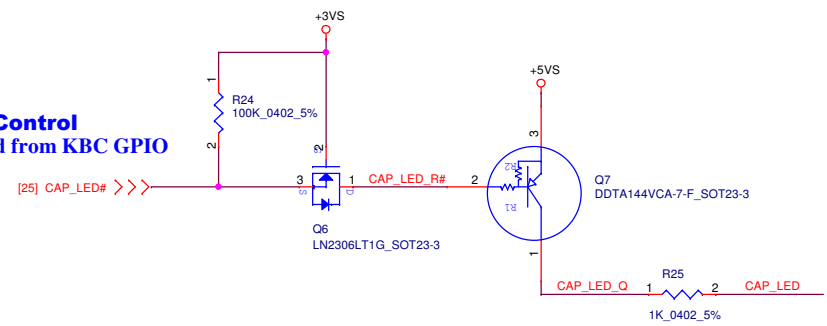 +3VS
+5VS
1
R24
100K_0402_5%
2
Control
d from KBC GPIO
[25] CAP_LED#
3
2
1
S
G
D
CAP_LED_R#
Q6
LN2306LT1G_SOT23-3
3
2
R2
R1
1
Q7
DDTA144VCA-7-F_SOT23-3
CAP_LED_Q
1
R25
2
CAP_LED
1K_0402_5%